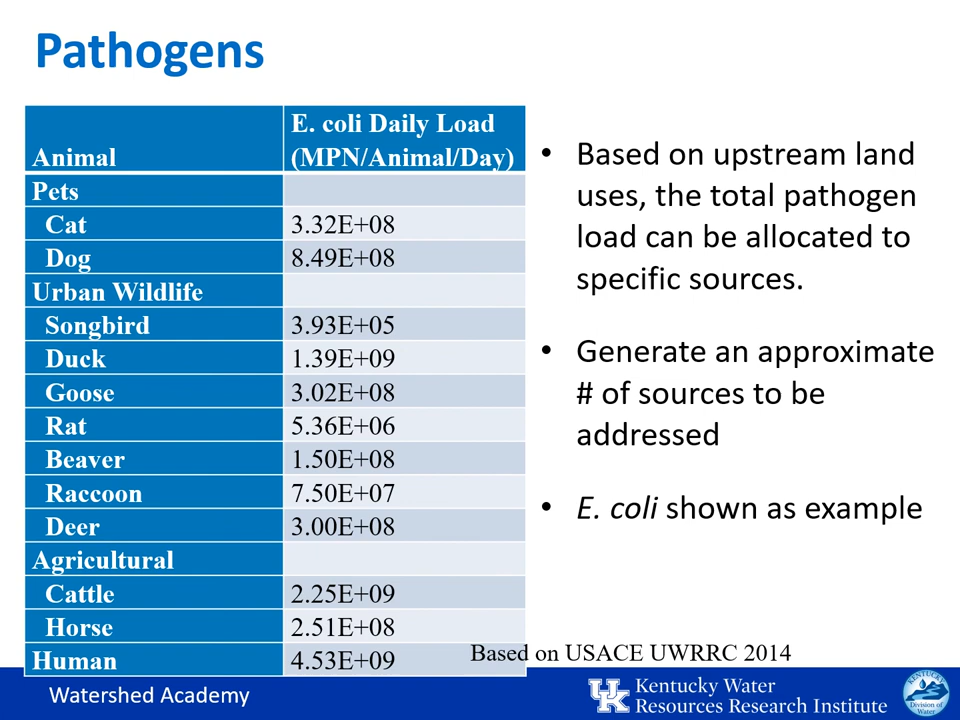 Pathogens
Animal
E. coli Daily Load
(MPN/Animal/Day)
Pets
Cat 3.32E+08
Dog 8.49E+08
Urban Wildlife
Songbird 3.93E+05
Duck 1.39E+09
Goose 3.02E+08
Rat 5.36E+06
Beaver 1.50E+08
Raccoon 7.50E+07
Deer 3.00E+08
Agricultural
Cattle 2.25E+09
Horse 2.51E+08
Human 4.53E+09
• Based on upstream land
uses, the total pathogen
load can be allocated to
specific sources.
• Generate an approximate
# of sources to be
addressed
• E. coli shown as example
Based on USACE UWRRC 2014
Watershed Academy
UK
Kentucky Water
Resources Research Institute
KENTUCKY
Division of
Water